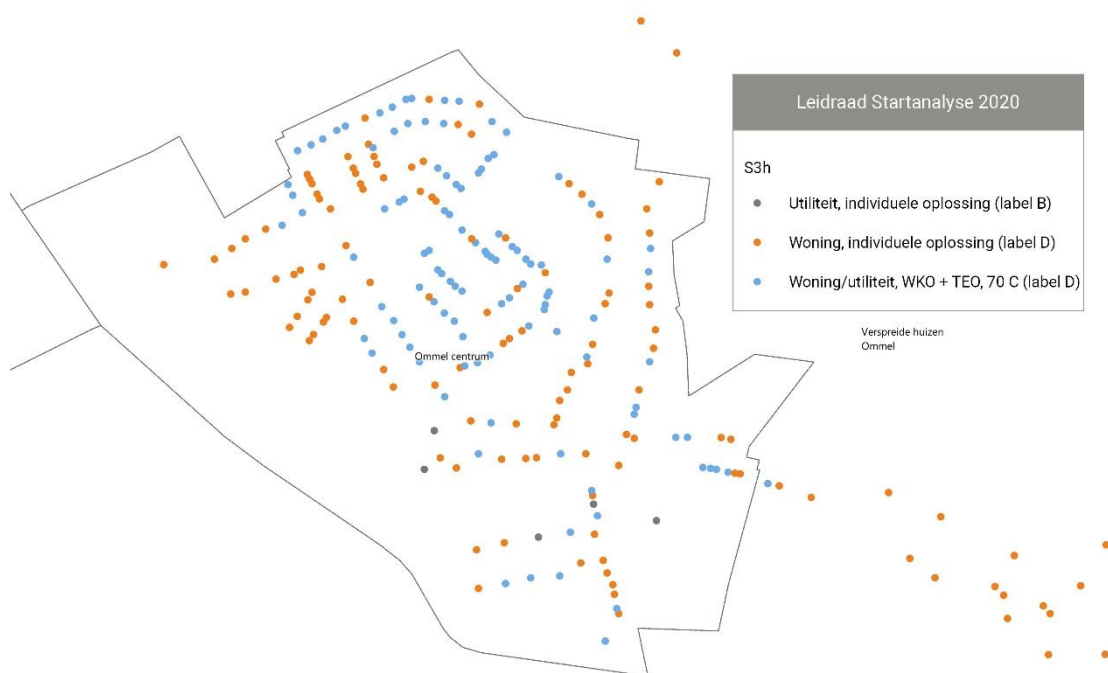 Leidraad Startanalyse 2020
S3h
Utiliteit, individuele oplossing (label B)
Woning, individuele oplossing (label D)
Woning/utiliteit, WKO + TEO, 70 C (label D)
Verspreide huizen
Ommel
Ommel centrum